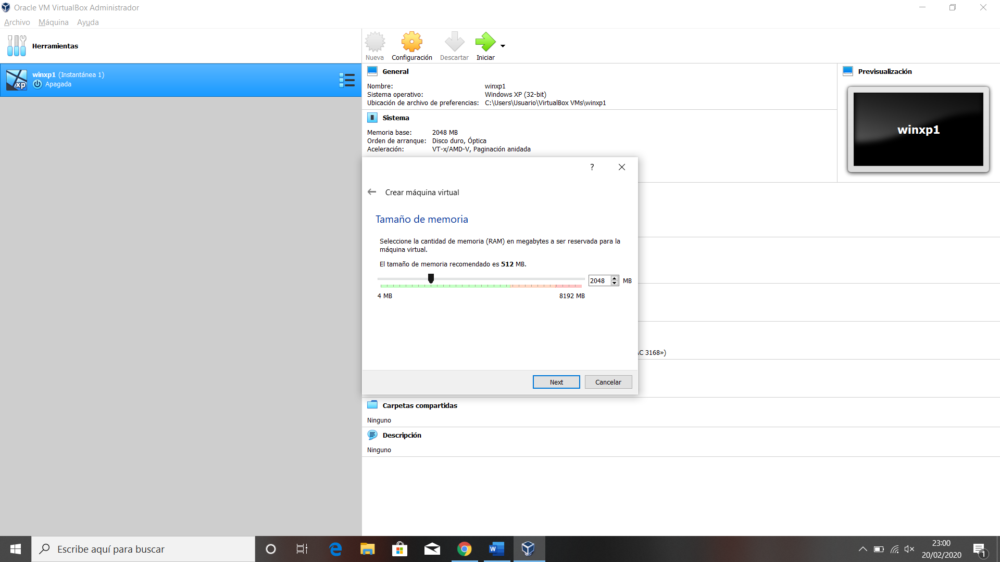 Oracle VM VirtualBox Administrador
Archivo Máquina Ayuda
Herramientas
winxp1 (Instantánea 1)
Apagada
xp
Nueva Configuración Descartar Iniciar
General
Nombre: winxp1
Sistema operativo: Windows XP (32-bit)
Ubicación de archivo de preferencias: C:\Users\Usuario\VirtualBox VMs\winxp1
Sistema
Memoria base: 2048 MB
Orden de arranque: Disco duro, Óptica
Aceleración: VT-x/AMD-V, Paginación anidada
Previsualización
winxp1
?
Crear máquina virtual
Tamaño de memoria
Seleccione la cantidad de memoria (RAM) en megabytes a ser reservada para la
máquina virtual.
El tamaño de memoria recomendado es 512 MB.
2048 MB
4 MB 8192 MB
Next Cancelar
AC 3168»)
Carpetas compartidas
Ninguno
Descripción
Ninguno
Escribe aquí para buscar
23:00
20/02/2020
1